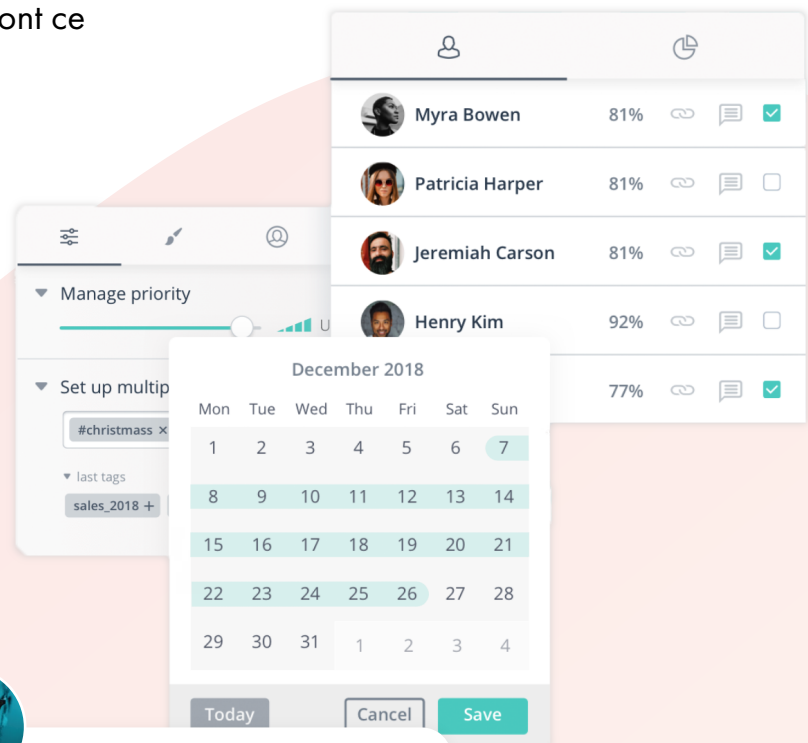 ont ce
Myra Bowen 81%
Patricia Harper 81%
Jeremiah Carson 81%
Henry Kim 92%
77%
Manage priority
U
Set up multip
#christmass ×
last tags
sales_2018 +
December 2018
Mon Tue Wed Thu Fri Sat Sun
1 2 3 4 5 6 7
8 9 10 11 12 13 14
15 16 17 18 19 20 21
22 23 24 25 26 27 28
29 30 31 1 2 3 4
Today Cancel Save